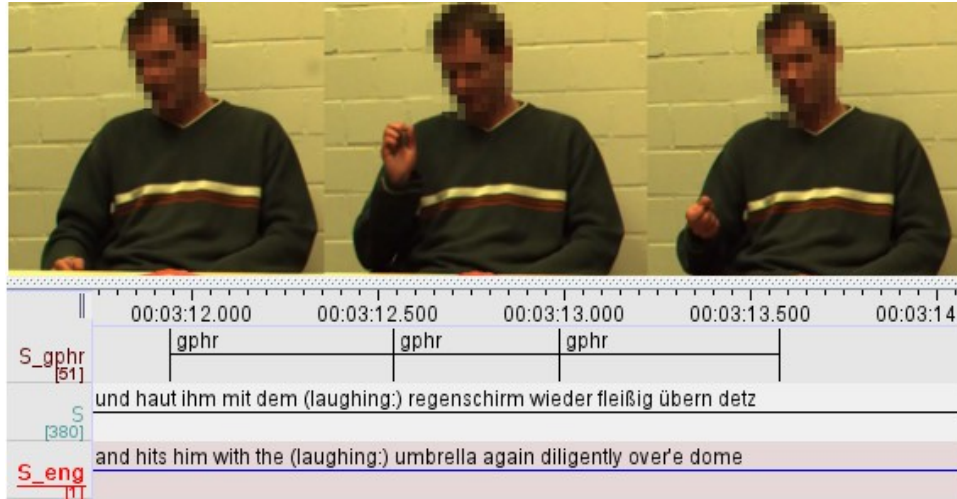 00:03:12.000 00:03:12.500 00:03:13.000 00:03:13.500 00:03:14
S_gphr [51] gphr gphr gphr
S [380] und haut ihm mit dem (laughing:) regenschirm wieder fleißig übern detz
S_eng [1] and hits him with the (laughing:) umbrella again diligently over'e dome